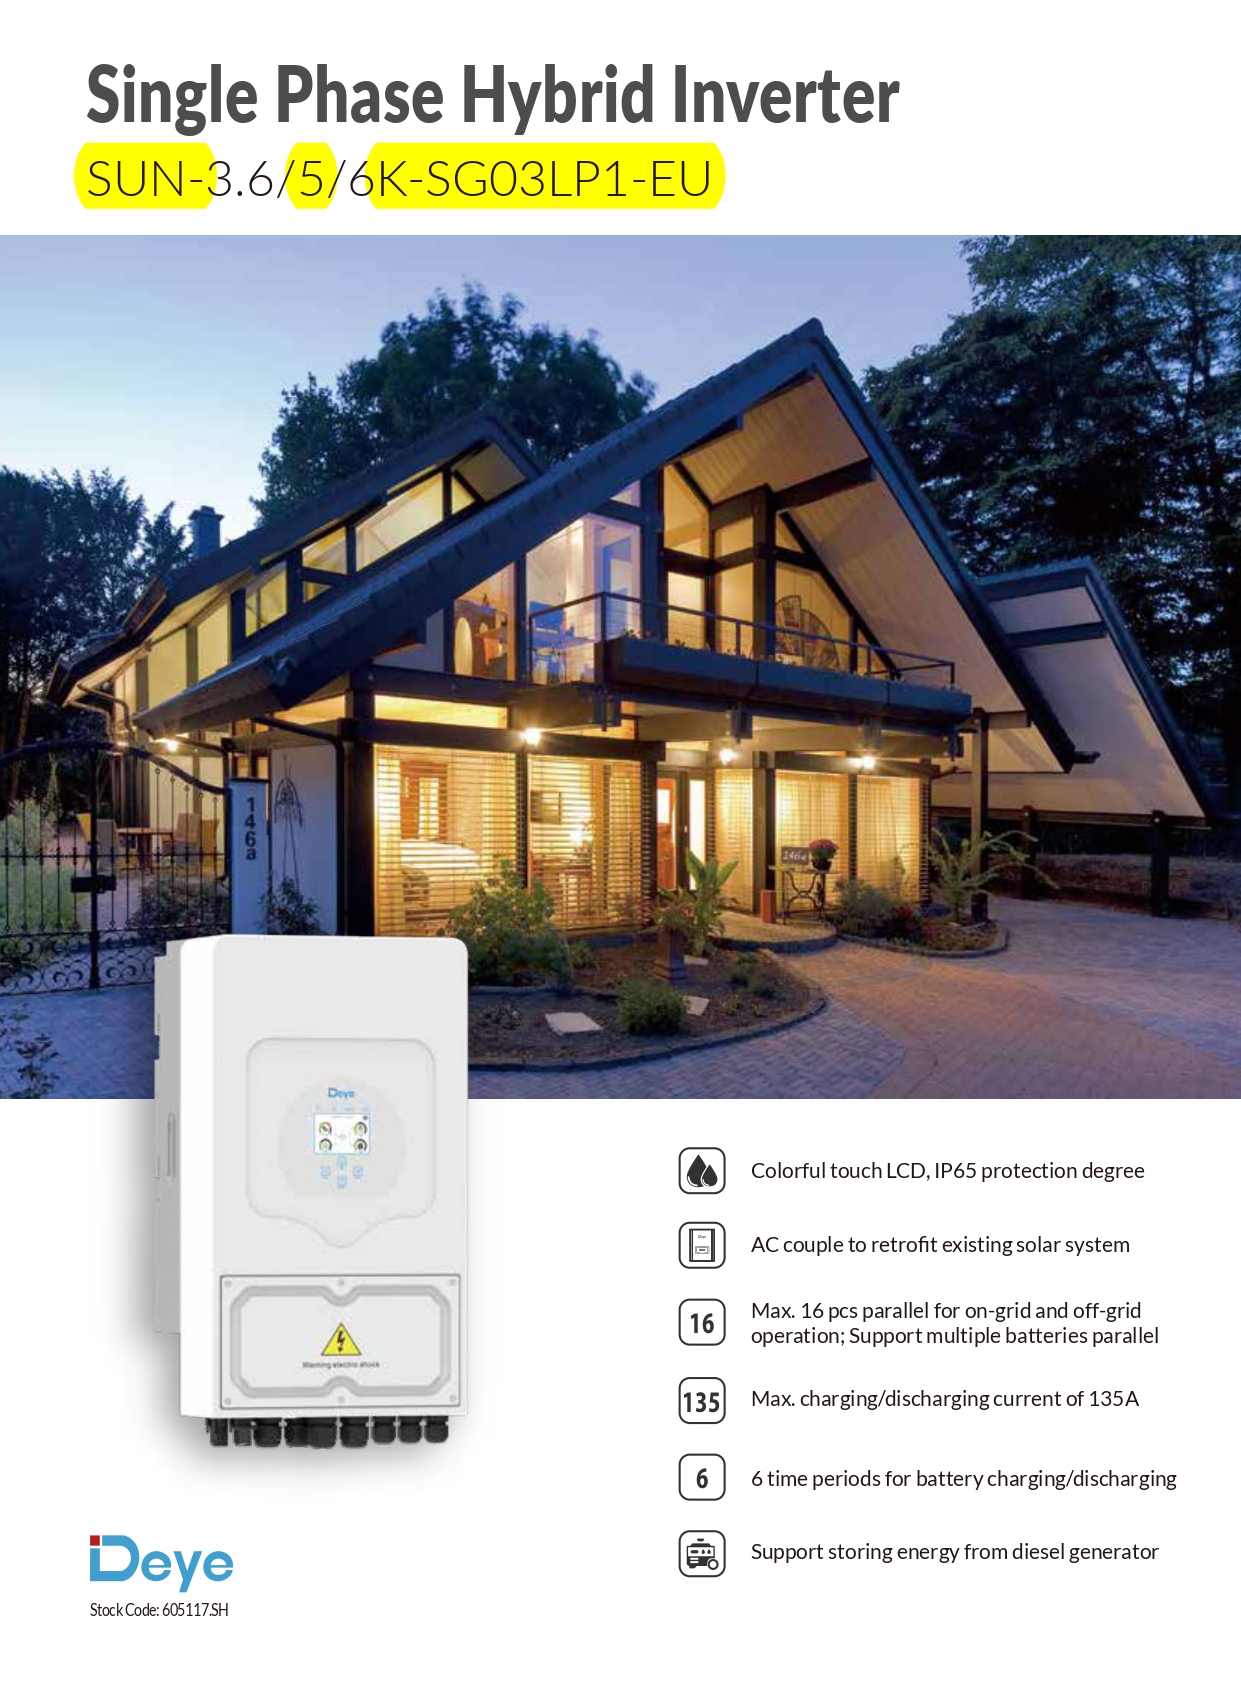 Single Phase Hybrid Inverter
SUN-3.6/5/6K-SG03LP1-EU
146a
146a
Deye
Warning electric shock
Colorful touch LCD, IP65 protection degree
AC couple to retrofit existing solar system
16
Max. 16 pcs parallel for on-grid and off-grid
operation; Support multiple batteries parallel
135
Max. charging/discharging current of 135A
6
6 time periods for battery charging/discharging
Support storing energy from diesel generator
Deye
Stock Code: 605117.SH